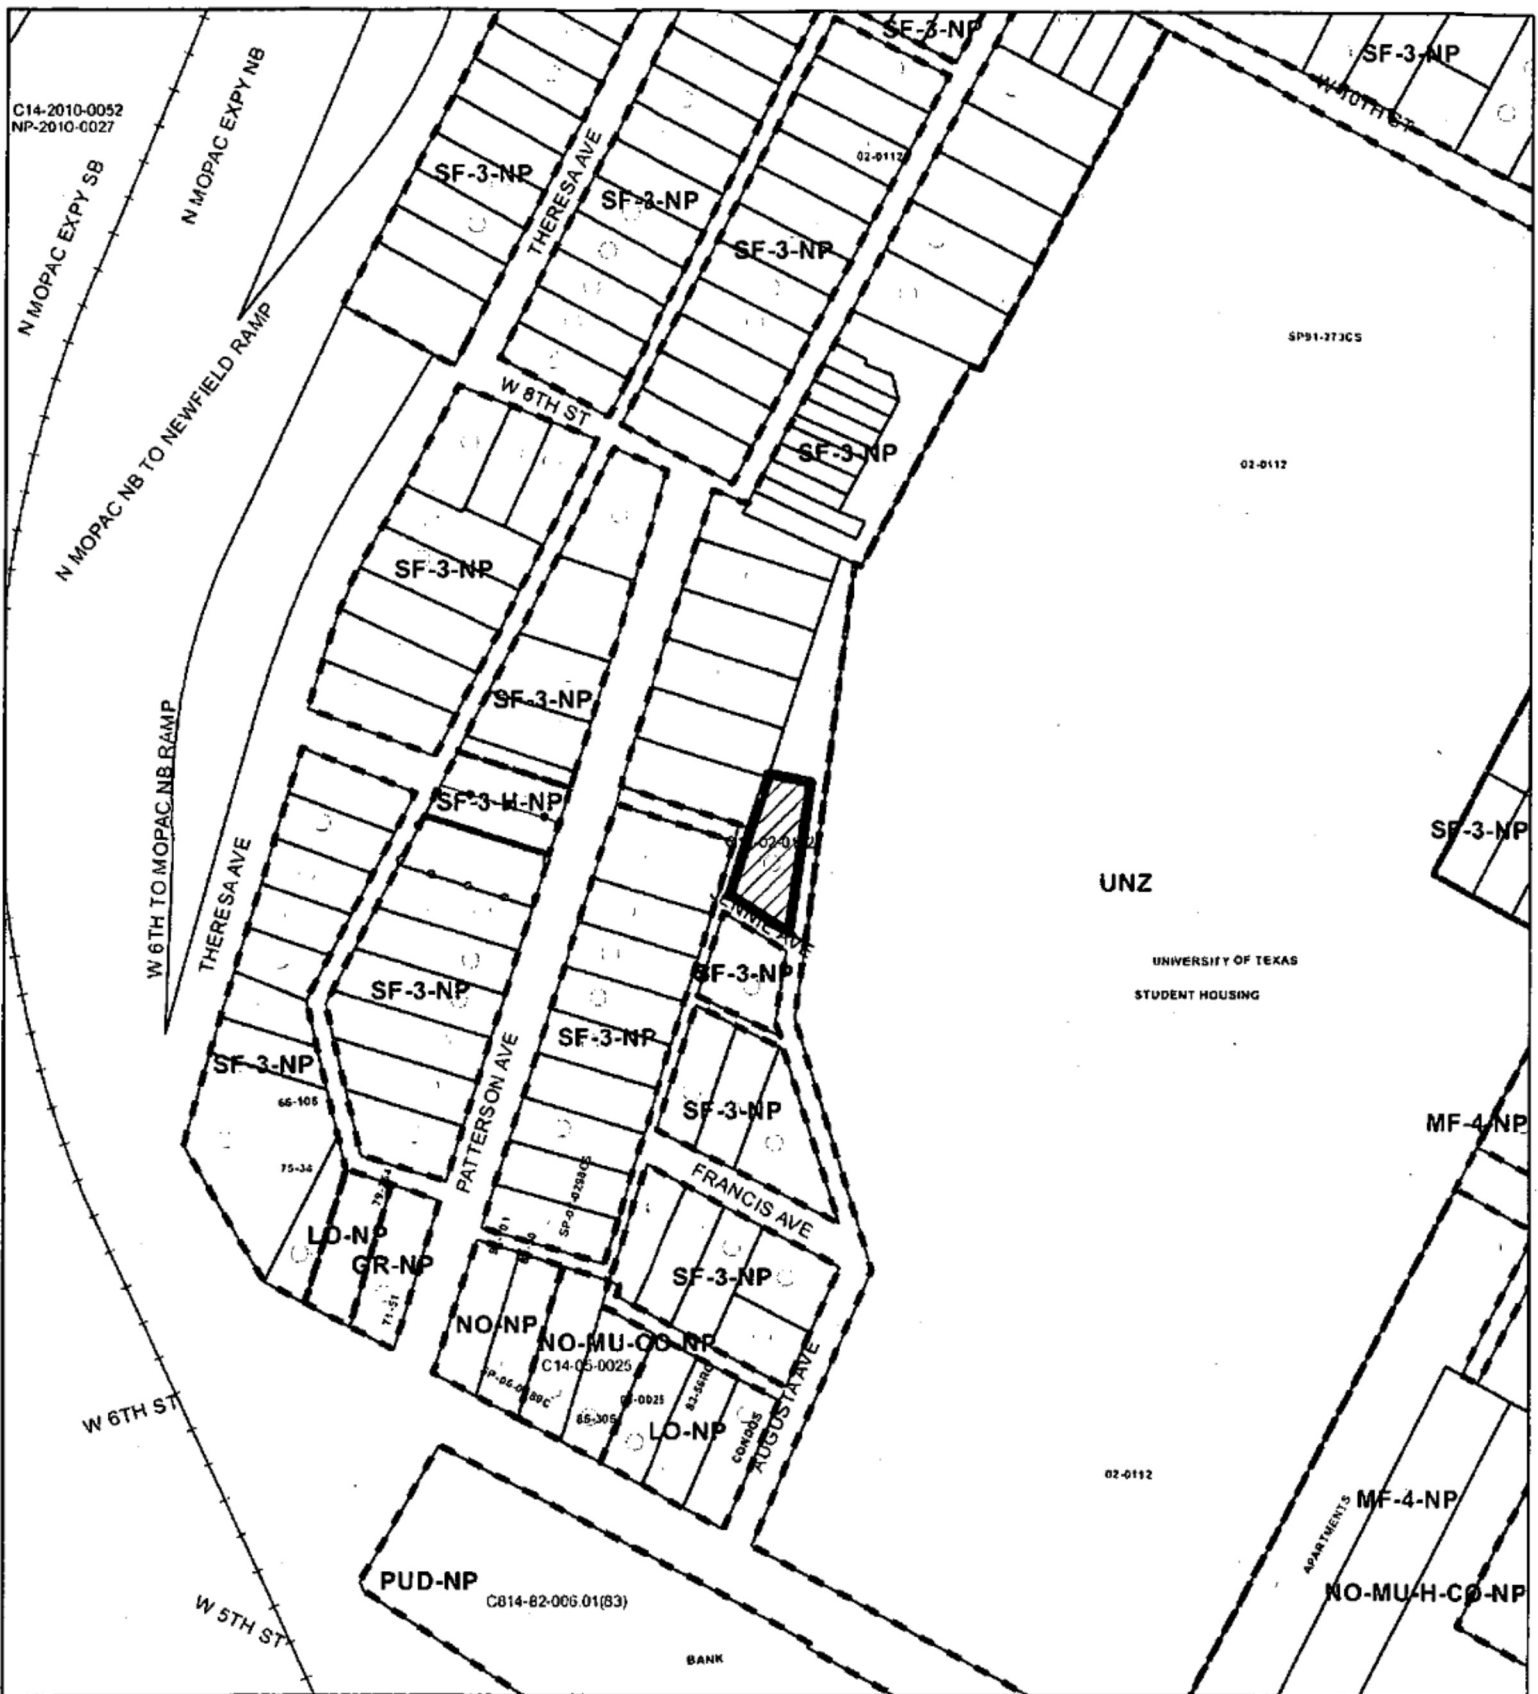 SF-3-NP
SF-3-NP
W 10TH ST
C14-2010-0052
NP-2010-0027
N MOPAC EXPY NB
N MOPAC EXPY SB
SF-3-NP
THERESA AVE
SF-3-NP
02-0112
SF-3-NP
SP91-273CS
N MOPAC NB TO NEWFIELD RAMP
W 8TH ST
SF-3-NP
02-0112
SF-3-NP
SF-3-NP
W 6TH TO MOPAC NB RAMP
SF-3-H-NP
SF-3-NP
UNZ
THERESA AVE
JENNIE AVE
UNIVERSITY OF TEXAS
STUDENT HOUSING
SF-3-NP
SF-3-NP
SF-3-NP
SF-3-NP
66-106
PATTERSON AVE
SF-3-NP
MF-4-NP
75-34
FRANCIS AVE
LO-NP
GR-NP
71-51
SF-3-NP
NO-NP
NO-MU-CO-NP
C14-05-0025
85-305
LO-NP
CONDOS
AUGUSTA AVE
W 6TH ST
02-0112
MF-4-NP
APARTMENTS
PUD-NP
C814-82-006.01(83)
NO-MU-H-CO-NP
W 5TH ST
BANK